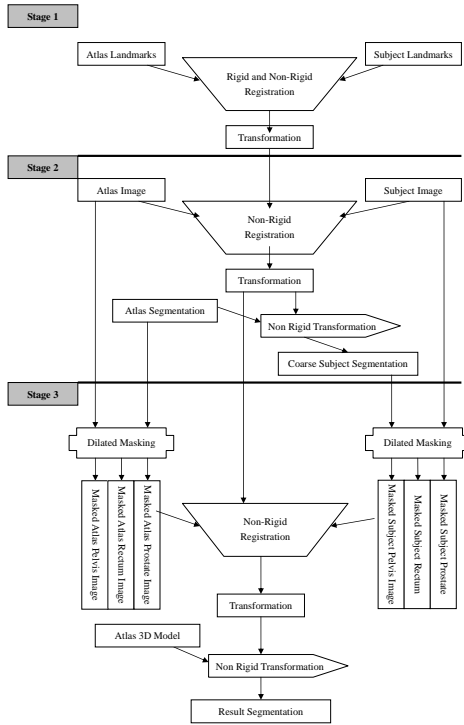 Stage 1
Atlas Landmarks
Subject Landmarks
Rigid and Non-Rigid
Registration
Transformation
Stage 2
Atlas Image
Subject Image
Non-Rigid
Registration
Transformation
Atlas Segmentation
Non Rigid Transformation
Coarse Subject Segmentation
Stage 3
Dilated Masking
Dilated Masking
Masked Atlas Pelvis Image
Masked Atlas Rectum Image
Masked Atlas Prostate Image
Non-Rigid
Registration
Masked Subject Pelvis Image
Masked Subject Rectum
Masked Subject Prostate
Transformation
Atlas 3D Model
Non Rigid Transformation
Result Segmentation